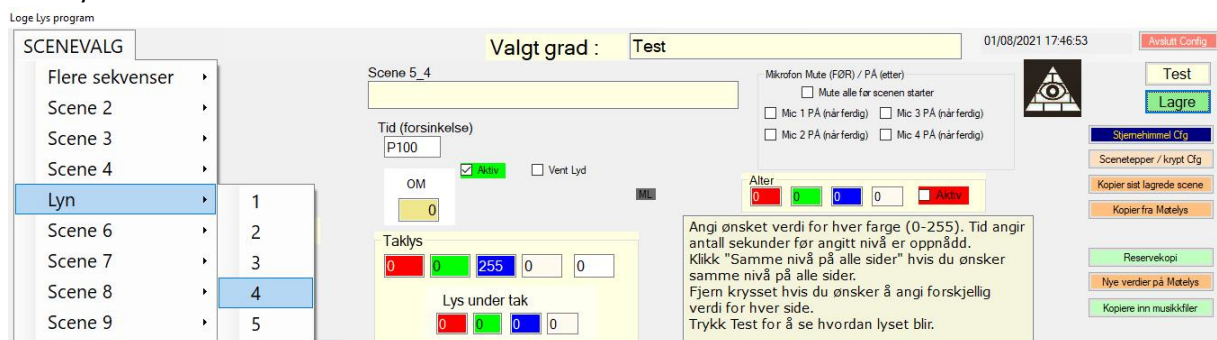 Loge Lys program
SCENEVALG
Valgt grad : Test
01/08/2021 17:46:53
Avslutt Config
Flere sekvenser
Scene 2
Scene 3
Scene 4
Lyn
Scene 6
Scene 7
Scene 8
Scene 9
1
2
3
4
5
Scene 5_4
Tid (forsinkelse)
P100
Aktiv
Vent Lyd
OM
0
ML
Taklys
0 0 255 0 0
Lys under tak
0 0 0 0
Mikrofon Mute (FØR) / PÅ (etter)
Mute alle før scenen starter
Mic 1 PÅ (når ferdig) Mic 3 PÅ (når ferdig)
Mic 2 PÅ (når ferdig) Mic 4 PÅ (når ferdig)
Alter
0 0 0 0 Aktiv
Angi ønsket verdi for hver farge (0-255). Tid angir
antall sekunder før angitt nivå er oppnådd.
Klikk "Samme nivå på alle sider" hvis du ønsker
samme nivå på alle sider.
Fjern krysset hvis du ønsker å angi forskjellig
verdi for hver side.
Trykk Test for å se hvordan lyset blir.
Test
Lagre
Stjernehimmel Cfg
Scenetepper / krypt Cfg
Kopier sist lagrede scene
Kopier fra Møtelys
Reservekopi
Nye verdier på Møtelys
Kopiere inn musikkfiler